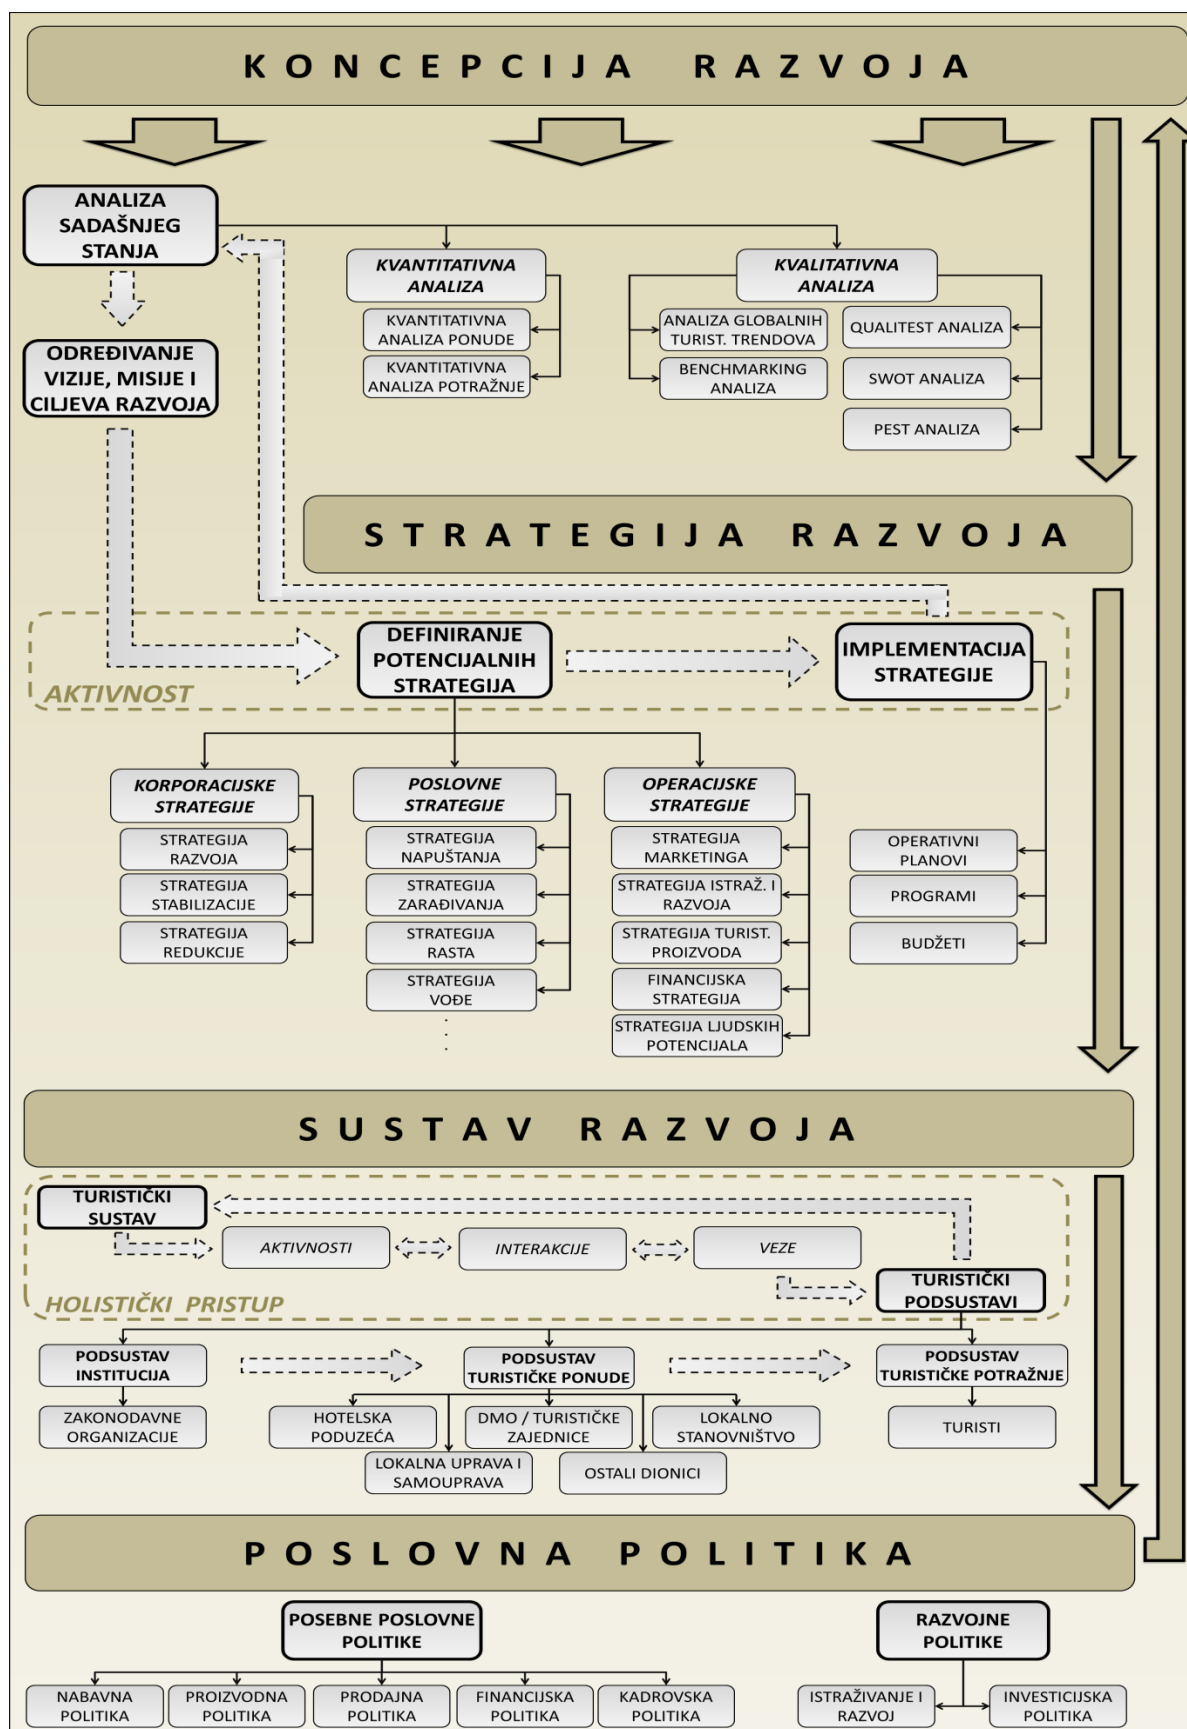 KONCEPCIJA RAZVOJA
ANALIZA
SADAŠNJEG
STANJA
KVANTITATIVNA
ANALIZA
KVALITATIVNA
ANALIZA
KVANTITATIVNA
ANALIZA PONUDE
KVANTITATIVNA
ANALIZA POTRAŽNJE
ANALIZA GLOBALNIH
TURIST. TRENDOVA
BENCHMARKING
ANALIZA
QUALITEST ANALIZA
SWOT ANALIZA
PEST ANALIZA
ODREĐIVANJE
VIZIJE, MISIJE I
CILJEVA RAZVOJA
STRATEGIJA RAZVOJA
DEFINIRANJE
POTENCIJALNIH
STRATEGIJA
IMPLEMENTACIJA
STRATEGIJE
AKTIVNOST
KORPORACIJSKE
STRATEGIJE
STRATEGIJA
RAZVOJA
STRATEGIJA
STABILIZACIJE
STRATEGIJA
REDUKCIJE
POSLOVNE
STRATEGIJE
STRATEGIJA
NAPUŠTANJA
STRATEGIJA
ZARAĐIVANJA
STRATEGIJA
RASTA
STRATEGIJA
VOĐE
.
.
.
OPERACIJSKE
STRATEGIJE
STRATEGIJA
MARKETINGA
STRATEGIJA ISTRAŽ. I
RAZVOJA
STRATEGIJA TURIST.
PROIZVODA
FINANCIJSKA
STRATEGIJA
STRATEGIJA LJUDSKIH
POTENCIJALA
OPERATIVNI
PLANOVI
PROGRAMI
BUDŽETI
SUSTAV RAZVOJA
TURISTIČKI
SUSTAV
AKTIVNOSTI
INTERAKCIJE
VEZE
TURISTIČKI
PODSUSTAVI
HOLISTIČKI PRISTUP
PODSUSTAV
INSTITUCIJA
PODSUSTAV
TURISTIČKE PONUDE
PODSUSTAV
TURISTIČKE POTRAŽNJE
ZAKONODAVNE
ORGANIZACIJE
HOTELSKA
PODUZEĆA
DMO / TURISTIČKE
ZAJEDNICE
LOKALNO
STANOVNIŠTVO
TURISTI
LOKALNA UPRAVA I
SAMOUPRAVA
OSTALI DIONICI
POSLOVNA POLITIKA
POSEBNE POSLOVNE
POLITIKE
RAZVOJNE
POLITIKE
NABAVNA
POLITIKA
PROIZVODNA
POLITIKA
PRODAJNA
POLITIKA
FINANCIJSKA
POLITIKA
KADROVSKA
POLITIKA
ISTRAŽIVANJE I
RAZVOJ
INVESTICIJSKA
POLITIKA